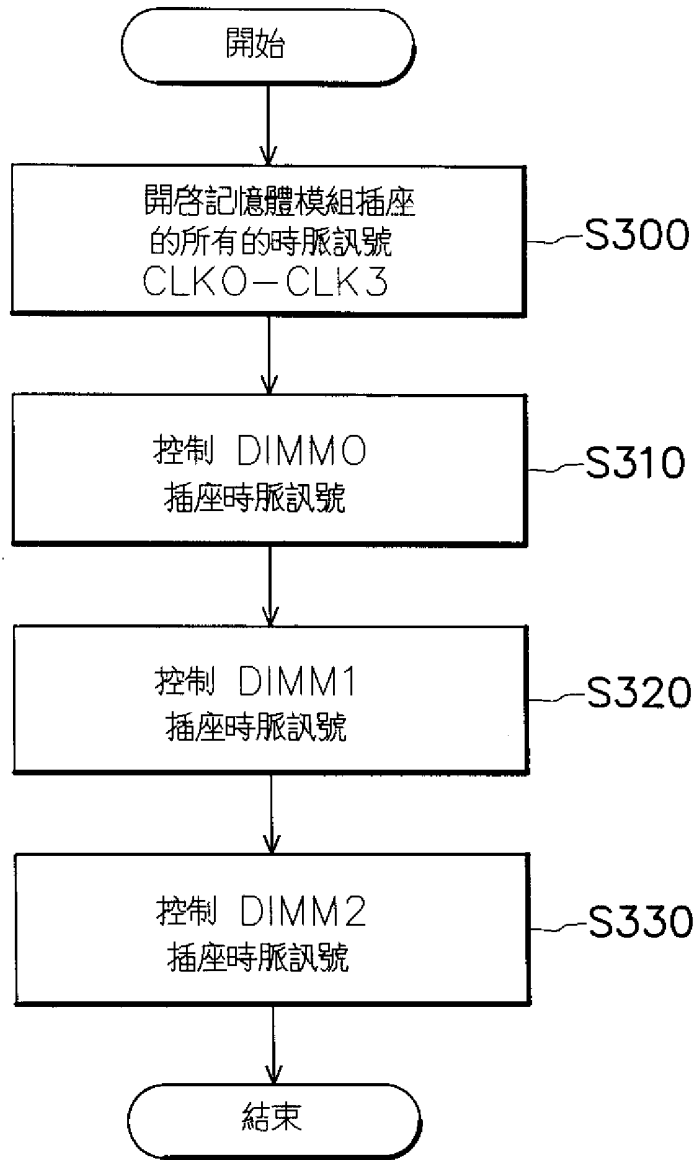 開始
開啓記憶體模組插座
的所有的時脈訊號
CLK0-CLK3
S300
控制 DIMM0
插座時脈訊號
S310
控制 DIMM1
插座時脈訊號
S320
控制 DIMM2
插座時脈訊號
S330
結束